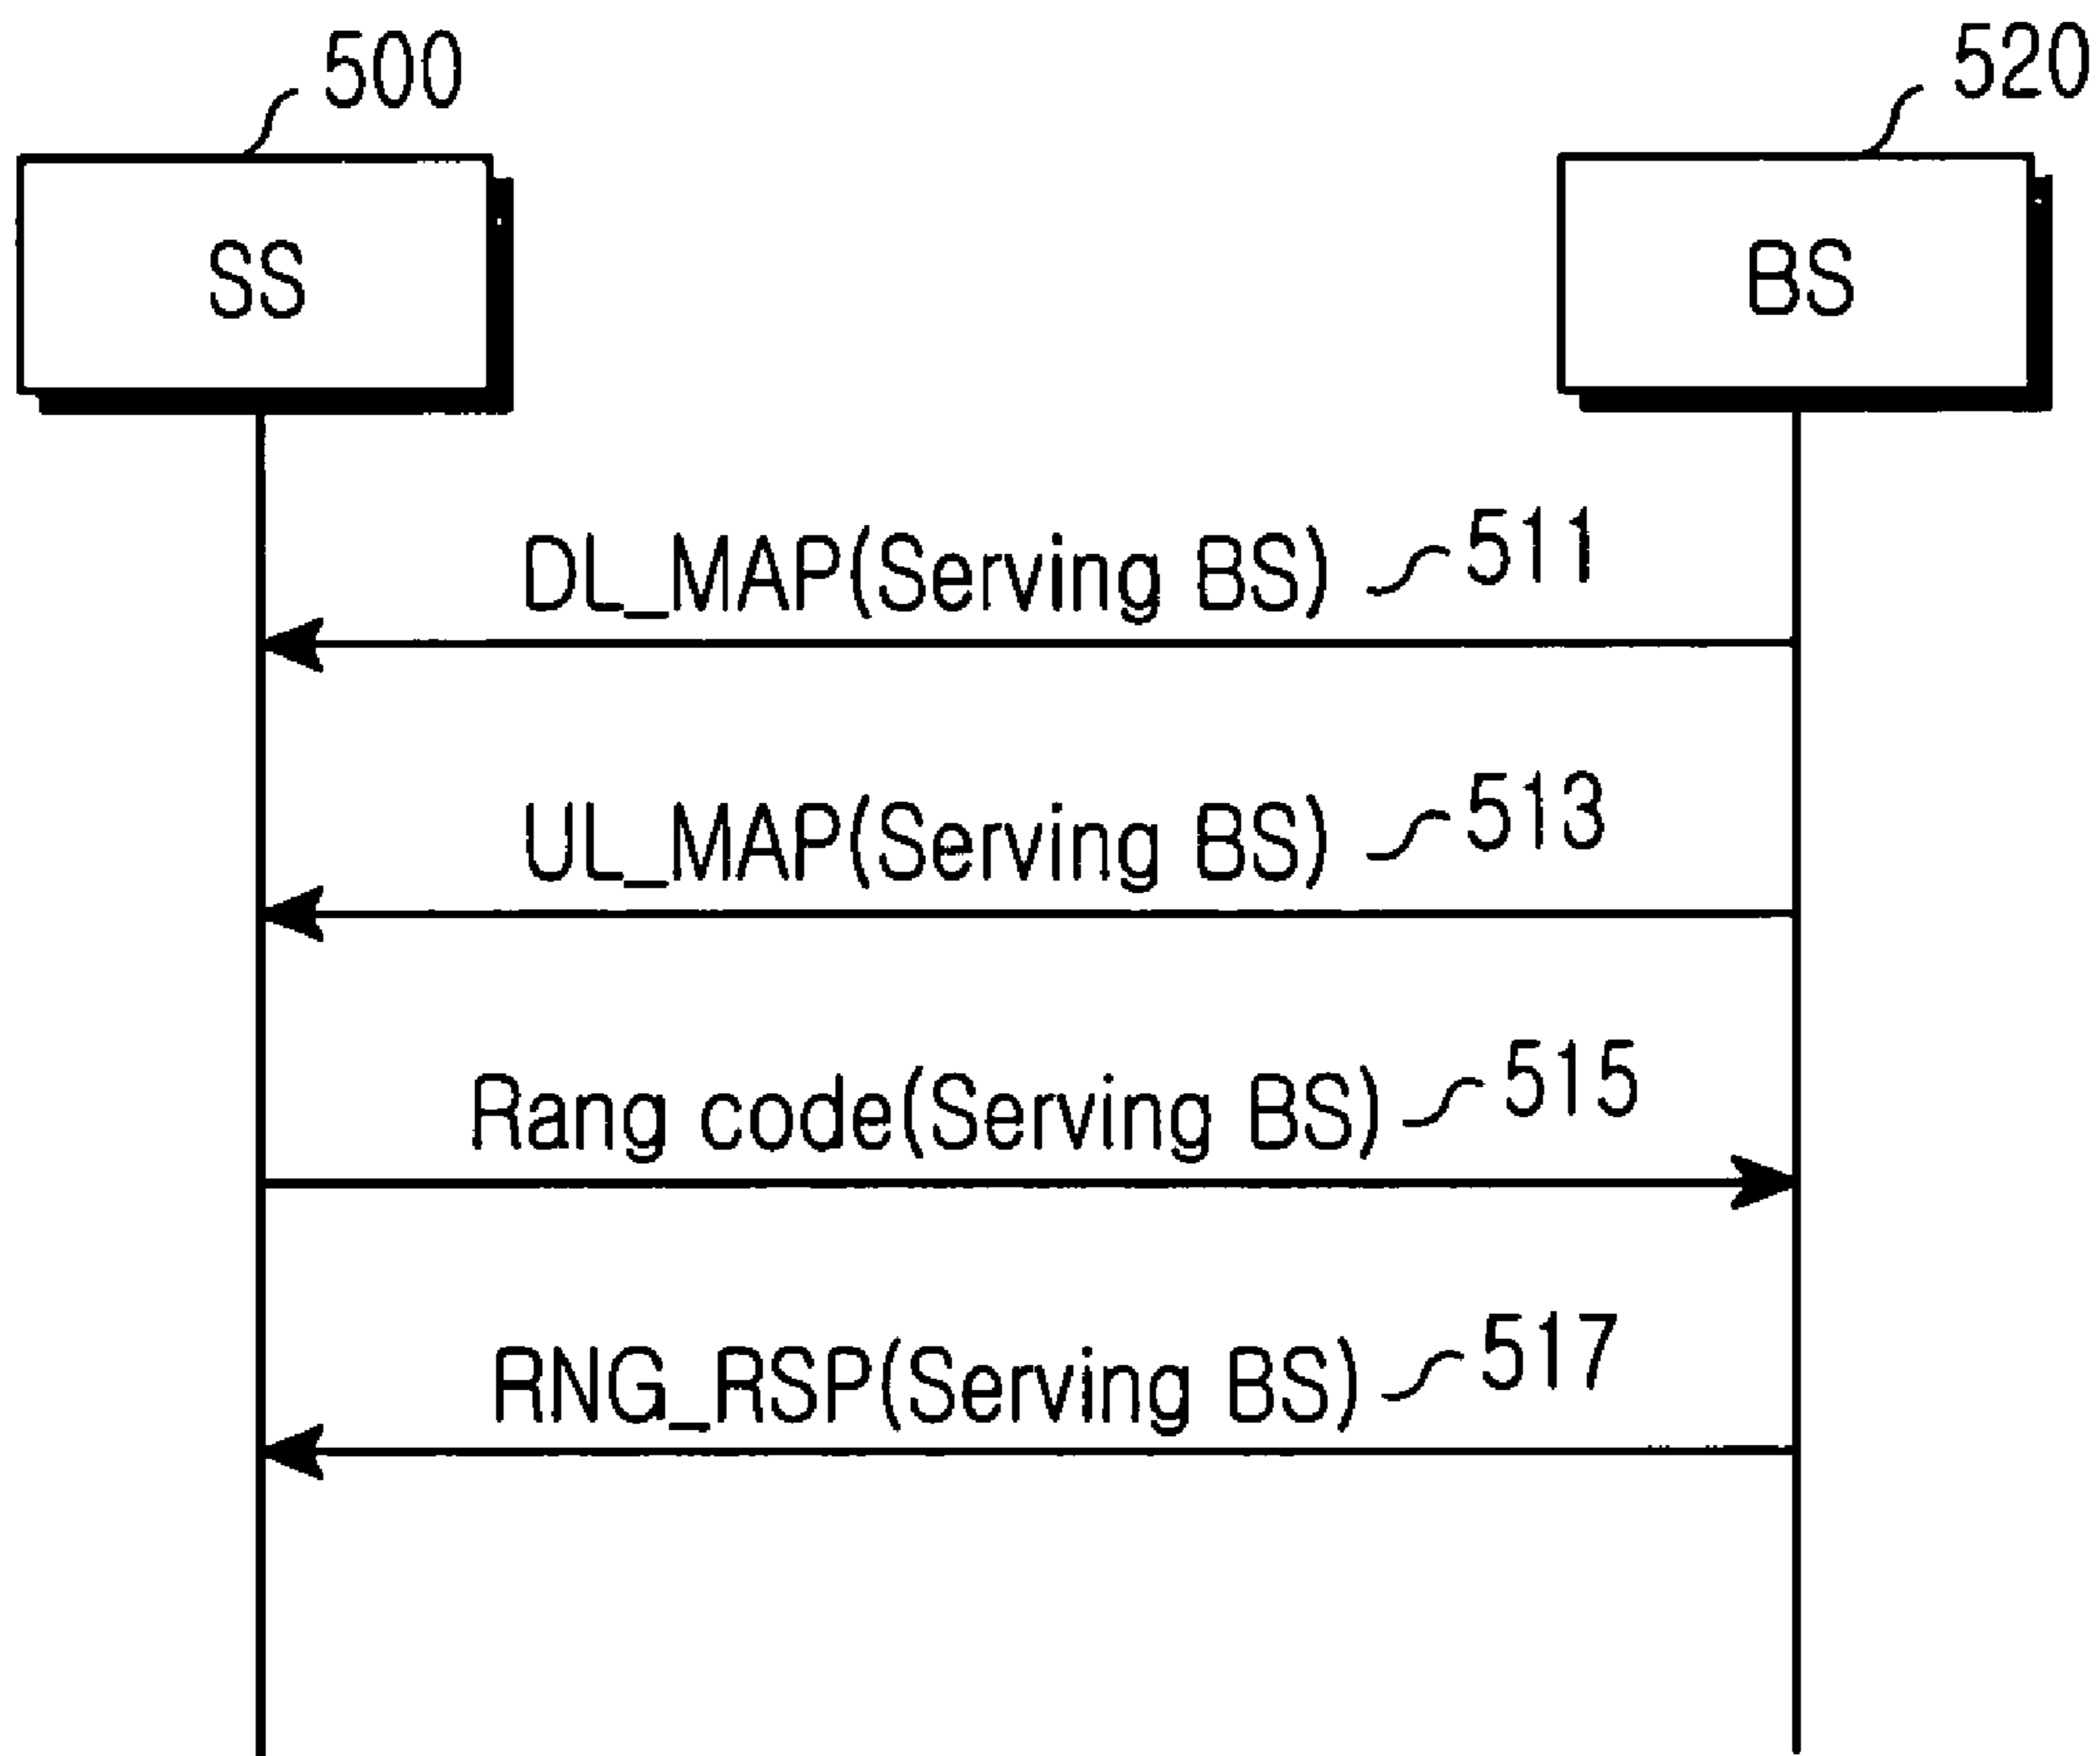 500
520
SS
BS
DL_MAP(Serving BS) 511
UL_MAP(Serving BS) 513
Rang code(Serving BS) 515
RNG_RSP(Serving BS) 517